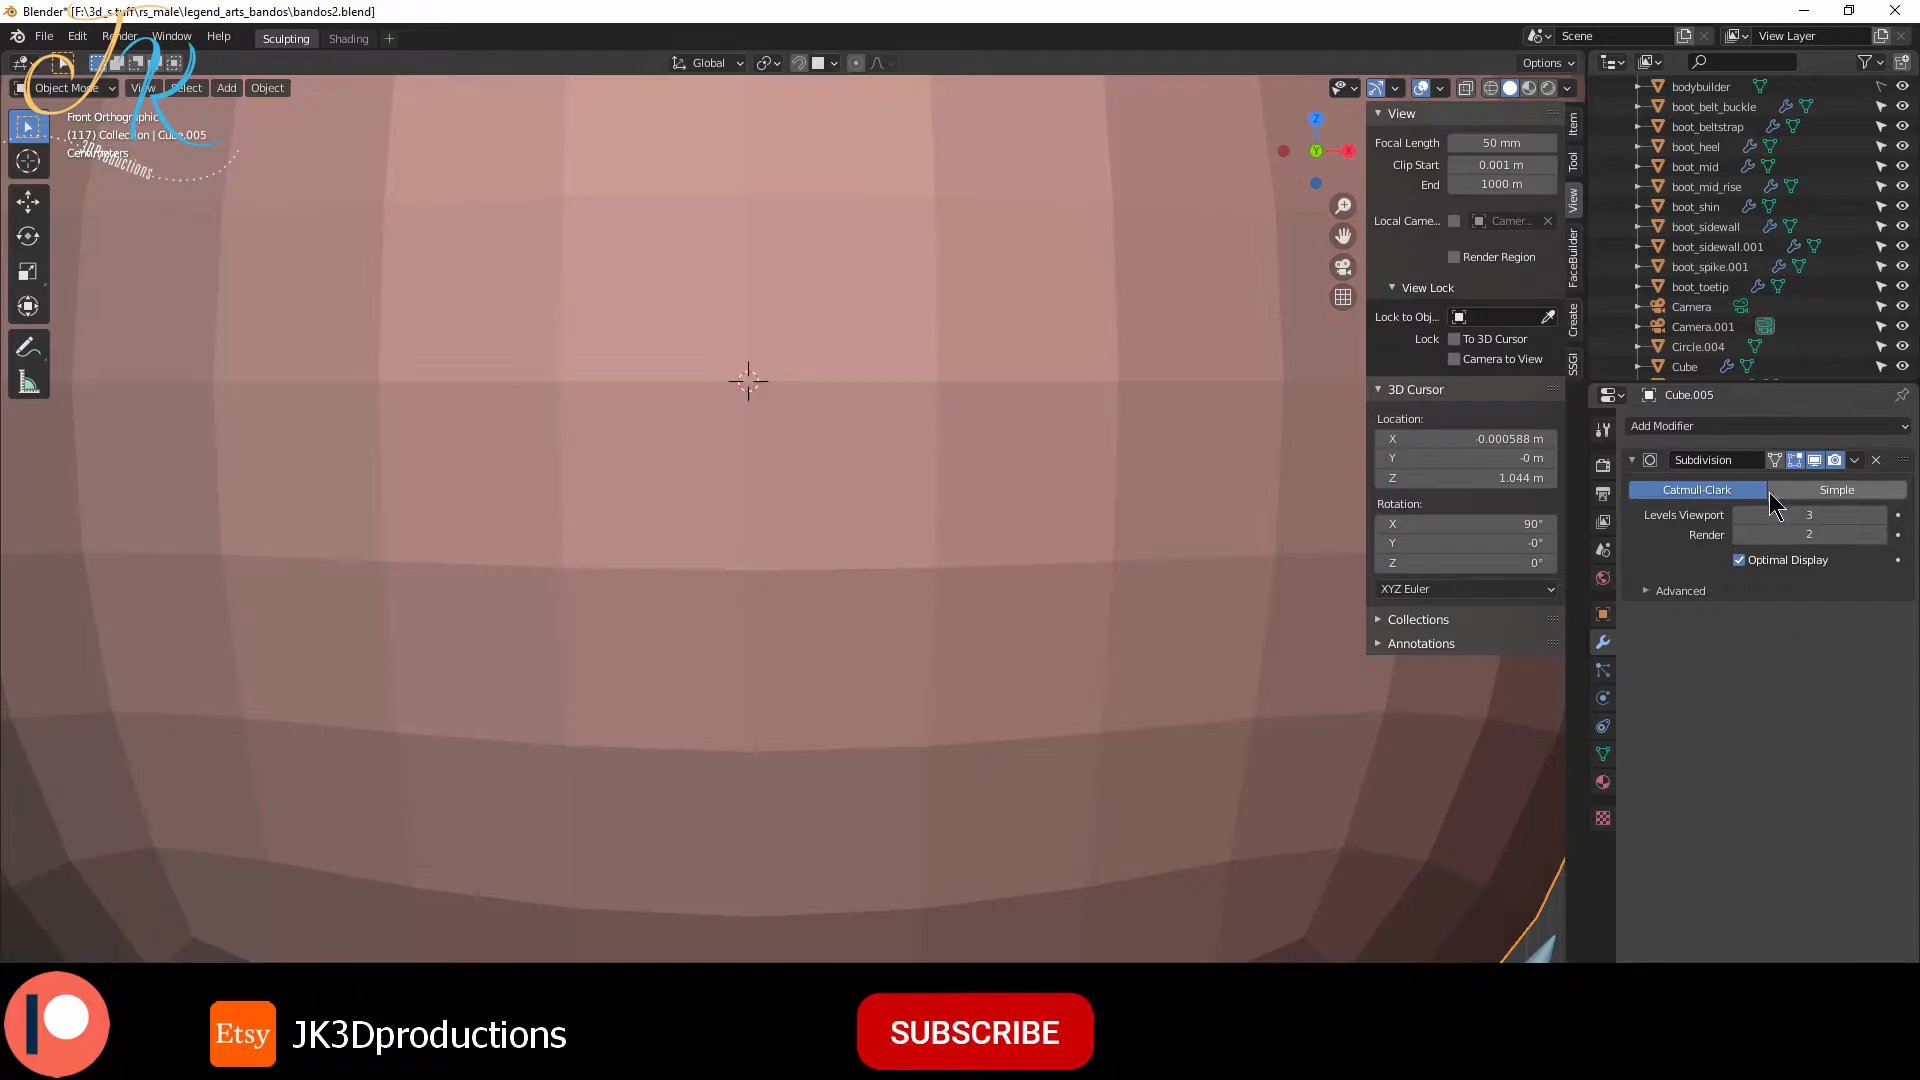 Blender* [F:\3d_stuff\rs_male\legend_arts_bandos\bandos2.blend]
File Edit Render Window Help Sculpting Shading + Scene View Layer
Global Options
Object Mode View Select Add Object
Front Orthographic
(117) Collection | Cube.005
Centimeters
JK
3D Productions
View
Focal Length 50 mm
Clip Start 0.001 m
End 1000 m
Local Came... Camer...
Render Region
View Lock
Lock to Obj...
Lock To 3D Cursor
Camera to View
3D Cursor
Location:
X -0.000588 m
Y -0 m
Z 1.044 m
Rotation:
X 90°
Y -0°
Z 0°
XYZ Euler
Collections
Annotations
Item
Tool
View
FaceBuilder
Create
SSGI
bodybuilder
boot_belt_buckle
boot_beltstrap
boot_heel
boot_mid
boot_mid_rise
boot_shin
boot_sidewall
boot_sidewall.001
boot_spike.001
boot_toetip
Camera
Camera.001
Circle.004
Cube
Cube.005
Add Modifier
Subdivision
Catmull-Clark Simple
Levels Viewport 3
Render 2
Optimal Display
Advanced
Etsy JK3Dproductions
SUBSCRIBE